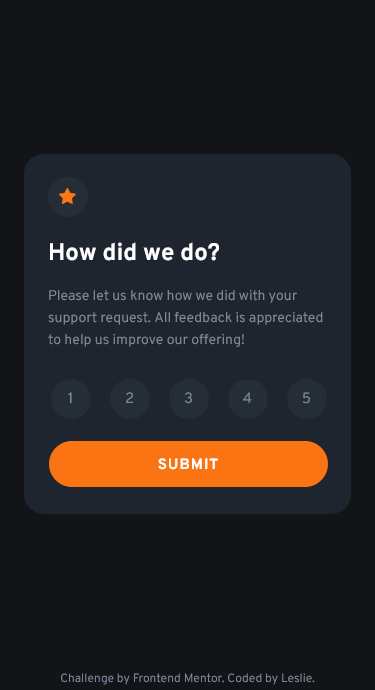 How did we do?
Please let us know how we did with your
support request. All feedback is appreciated
to help us improve our offering!
1 2 3 4 5
SUBMIT
Challenge by Frontend Mentor. Coded by Leslie.